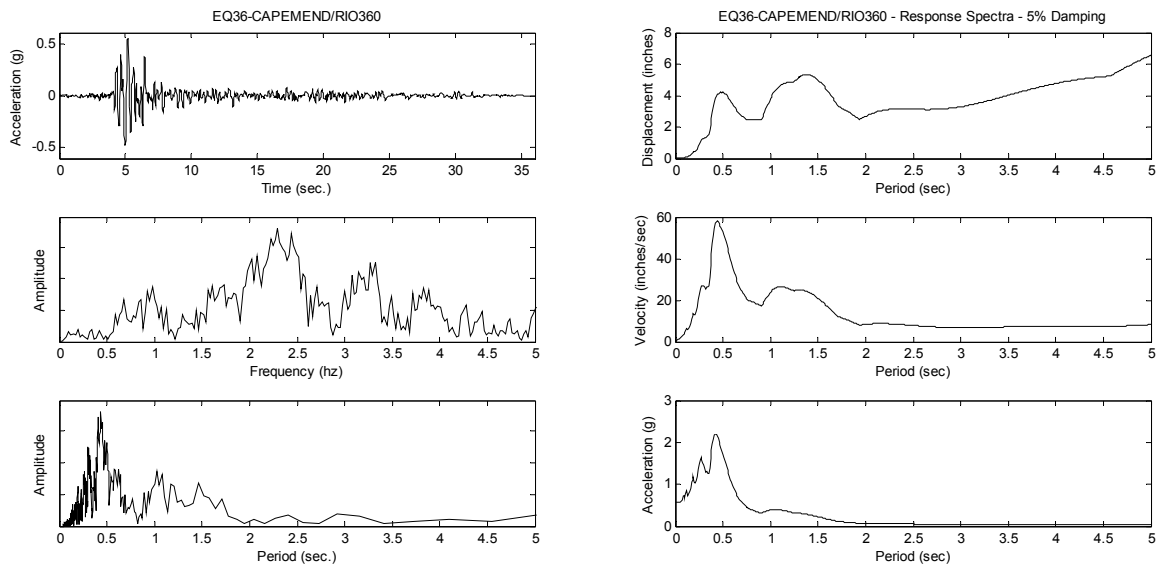 EQ36-CAPEMEND/RIO360
Acceleration (g)
0.5
0
-0.5
0 5 10 15 20 25 30 35
Time (sec.)
Amplitude
0 0.5 1 1.5 2 2.5 3 3.5 4 4.5 5
Frequency (hz)
Amplitude
0 0.5 1 1.5 2 2.5 3 3.5 4 4.5 5
Period (sec.)
EQ36-CAPEMEND/RIO360 - Response Spectra - 5% Damping
Displacement (inches)
8
6
4
2
0
0 0.5 1 1.5 2 2.5 3 3.5 4 4.5 5
Period (sec)
Velocity (inches/sec)
60
40
20
0
0 0.5 1 1.5 2 2.5 3 3.5 4 4.5 5
Period (sec)
Acceleration (g)
3
2
1
0
0 0.5 1 1.5 2 2.5 3 3.5 4 4.5 5
Period (sec)